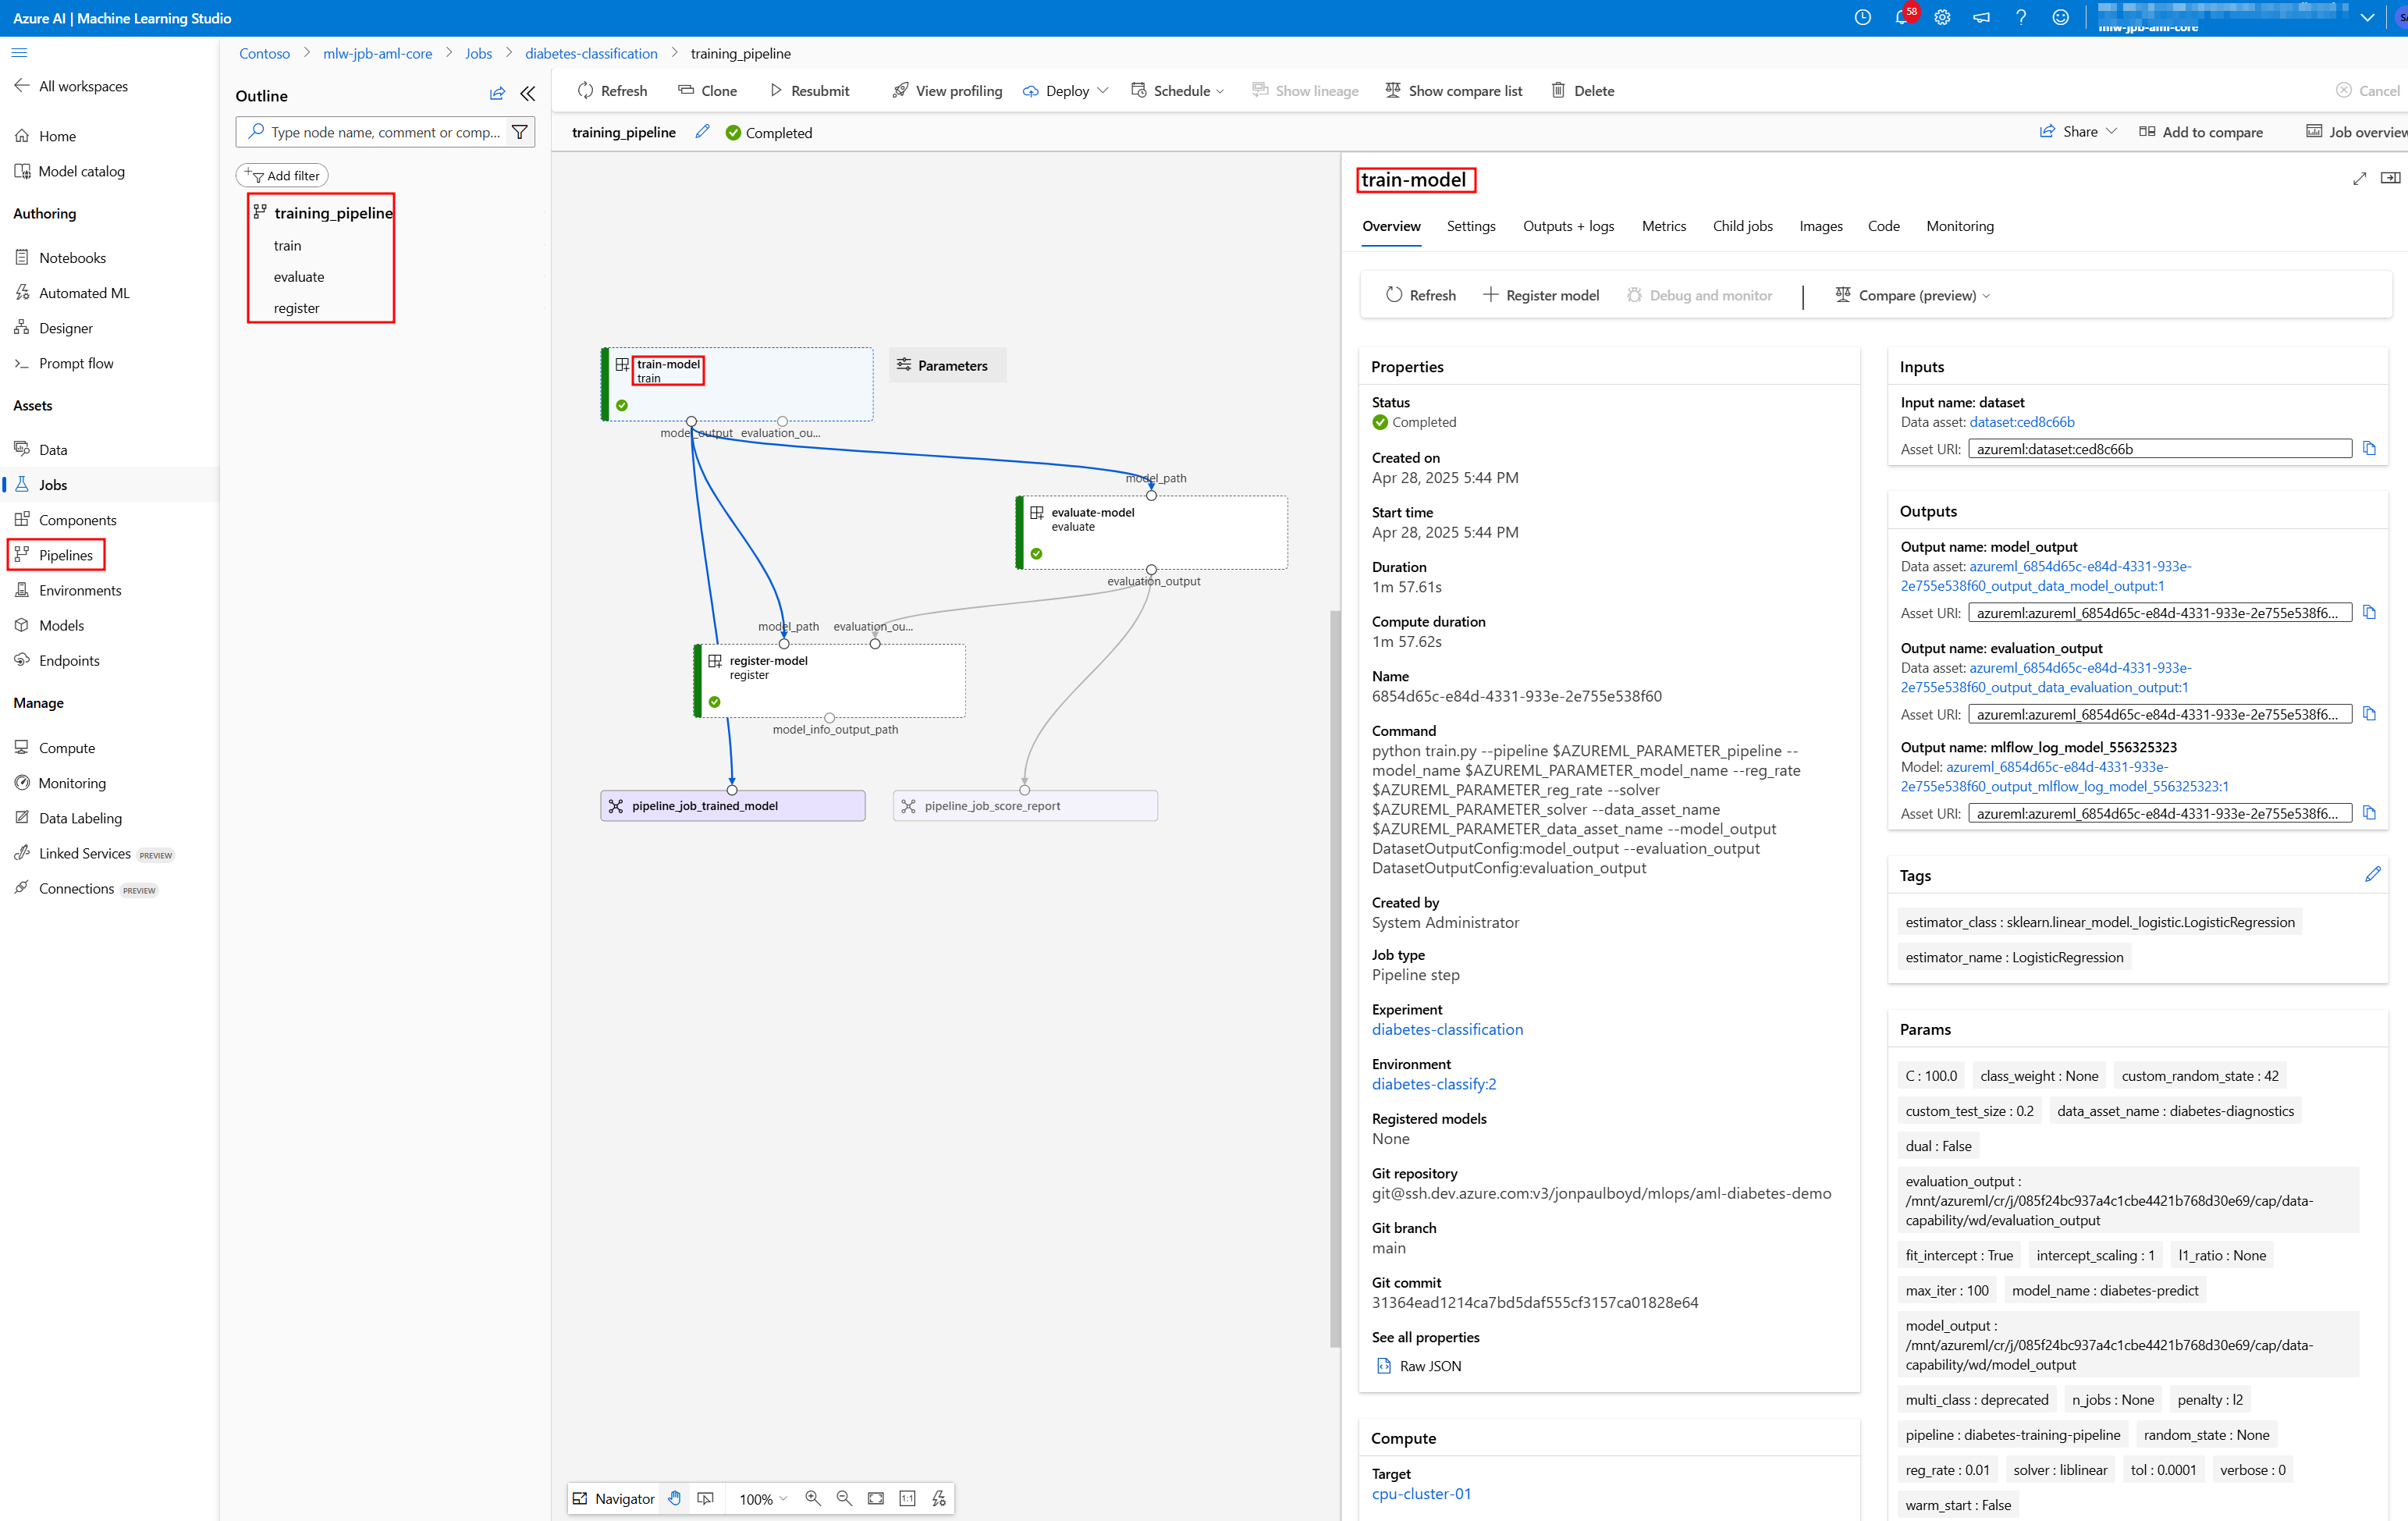 Azure AI | Machine Learning Studio
58
mlw-jpb-aml-core
All workspaces
Home
Model catalog
Authoring
Notebooks
Automated ML
Designer
Prompt flow
Assets
Data
Jobs
Components
Pipelines
Environments
Models
Endpoints
Manage
Compute
Monitoring
Data Labeling
Linked Services PREVIEW
Connections PREVIEW
Contoso > mlw-jpb-aml-core > Jobs > diabetes-classification > training_pipeline
Outline
Type node name, comment or comp...
Add filter
training_pipeline
train
evaluate
register
Refresh
Clone
Resubmit
View profiling
Deploy
Schedule
Show lineage
Show compare list
Delete
Cancel
training_pipeline
Completed
Share
Add to compare
Job overview
train-model
train
Parameters
model_output
evaluation_ou...
model_path
evaluate-model
evaluate
evaluation_output
model_path
evaluation_ou...
register-model
register
model_info_output_path
pipeline_job_trained_model
pipeline_job_score_report
Navigator
100%
1:1
train-model
Overview
Settings
Outputs + logs
Metrics
Child jobs
Images
Code
Monitoring
Refresh
Register model
Debug and monitor
Compare (preview)
Properties
Status
Completed
Created on
Apr 28, 2025 5:44 PM
Start time
Apr 28, 2025 5:44 PM
Duration
1m 57.61s
Compute duration
1m 57.62s
Name
6854d65c-e84d-4331-933e-2e755e538f60
Command
python train.py --pipeline $AZUREML_PARAMETER_pipeline --
model_name $AZUREML_PARAMETER_model_name --reg_rate
$AZUREML_PARAMETER_reg_rate --solver
$AZUREML_PARAMETER_solver --data_asset_name
$AZUREML_PARAMETER_data_asset_name --model_output
DatasetOutputConfig:model_output --evaluation_output
DatasetOutputConfig:evaluation_output
Created by
System Administrator
Job type
Pipeline step
Experiment
diabetes-classification
Environment
diabetes-classify:2
Registered models
None
Git repository
git@ssh.dev.azure.com:v3/jonpaulboyd/mlops/aml-diabetes-demo
Git branch
main
Git commit
31364ead1214ca7bd5daf555cf3157ca01828e64
See all properties
Raw JSON
Compute
Target
cpu-cluster-01
Inputs
Input name: dataset
Data asset: dataset:ced8c66b
Asset URI: azureml:dataset:ced8c66b
Outputs
Output name: model_output
Data asset: azureml_6854d65c-e84d-4331-933e-
2e755e538f60_output_data_model_output:1
Asset URI: azureml:azureml_6854d65c-e84d-4331-933e-2e755e538f6...
Output name: evaluation_output
Data asset: azureml_6854d65c-e84d-4331-933e-
2e755e538f60_output_data_evaluation_output:1
Asset URI: azureml:azureml_6854d65c-e84d-4331-933e-2e755e538f6...
Output name: mlflow_log_model_556325323
Model: azureml_6854d65c-e84d-4331-933e-
2e755e538f60_output_mlflow_log_model_556325323:1
Asset URI: azureml:azureml_6854d65c-e84d-4331-933e-2e755e538f6...
Tags
estimator_class : sklearn.linear_model._logistic.LogisticRegression
estimator_name : LogisticRegression
Params
C : 100.0 class_weight : None custom_random_state : 42
custom_test_size : 0.2 data_asset_name : diabetes-diagnostics
dual : False
evaluation_output :
/mnt/azureml/cr/j/085f24bc937a4c1cbe4421b768d30e69/cap/data-
capability/wd/evaluation_output
fit_intercept : True intercept_scaling : 1 l1_ratio : None
max_iter : 100 model_name : diabetes-predict
model_output :
/mnt/azureml/cr/j/085f24bc937a4c1cbe4421b768d30e69/cap/data-
capability/wd/model_output
multi_class : deprecated n_jobs : None penalty : l2
pipeline : diabetes-training-pipeline random_state : None
reg_rate : 0.01 solver : liblinear tol : 0.0001 verbose : 0
warm_start : False